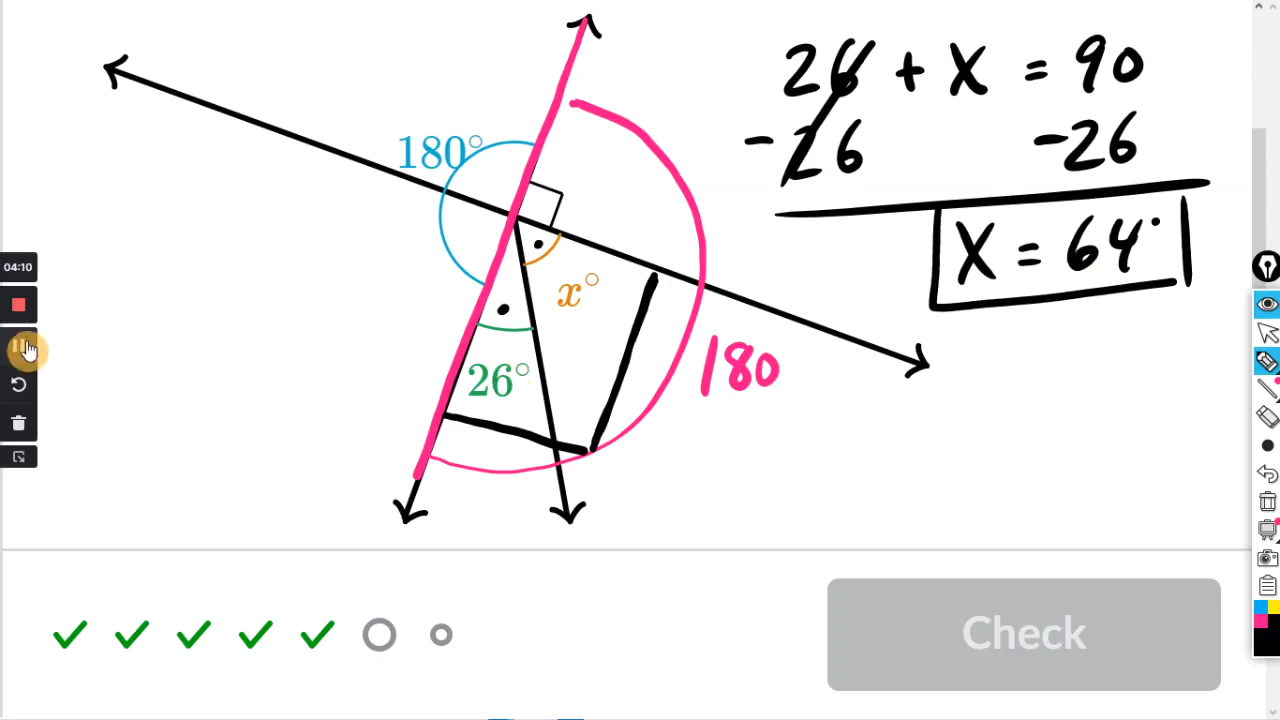 26 + X = 90
-26 -26
X = 64°
180°
x°
26°
180
04:10
Check